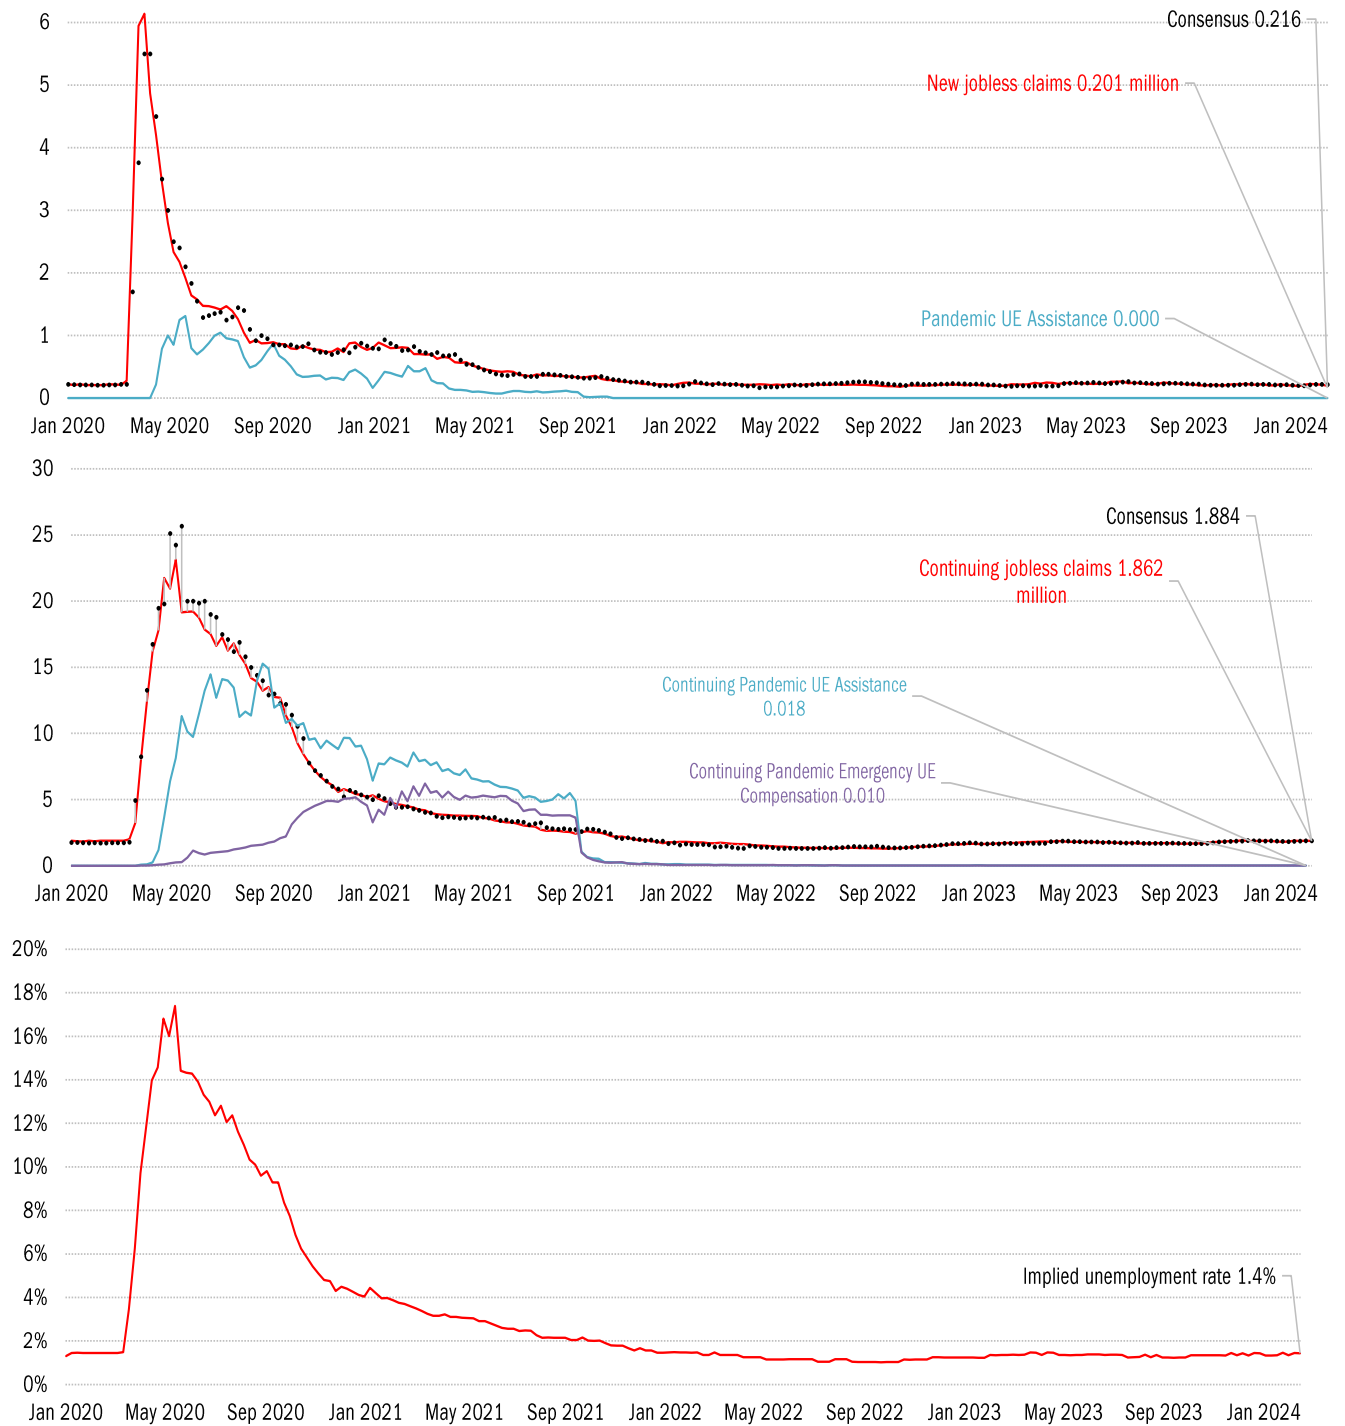 6
Consensus 0.216
5
New jobless claims 0.201 million
4
3
2
1
Pandemic UE Assistance 0.000
0
Jan 2020 May 2020 Sep 2020 Jan 2021 May 2021 Sep 2021 Jan 2022 May 2022 Sep 2022 Jan 2023 May 2023 Sep 2023 Jan 2024
30
25
Consensus 1.884
Continuing jobless claims 1.862
million
20
15
Continuing Pandemic UE Assistance
0.018
10
Continuing Pandemic Emergency UE
Compensation 0.010
5
0
Jan 2020 May 2020 Sep 2020 Jan 2021 May 2021 Sep 2021 Jan 2022 May 2022 Sep 2022 Jan 2023 May 2023 Sep 2023 Jan 2024
20%
18%
16%
14%
12%
10%
8%
6%
Implied unemployment rate 1.4%
4%
2%
0%
Jan 2020 May 2020 Sep 2020 Jan 2021 May 2021 Sep 2021 Jan 2022 May 2022 Sep 2022 Jan 2023 May 2023 Sep 2023 Jan 2024